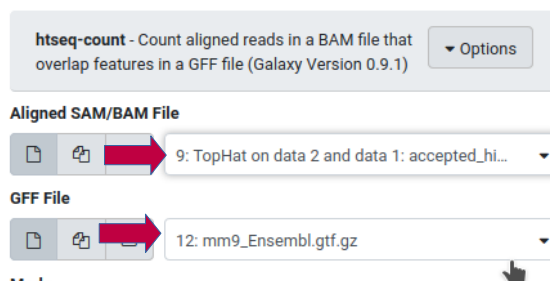 htseq-count - Count aligned reads in a BAM file that
overlap features in a GFF file (Galaxy Version 0.9.1)
Options
Aligned SAM/BAM File
9: TopHat on data 2 and data 1: accepted_hi...
GFF File
12: mm9_Ensembl.gtf.gz